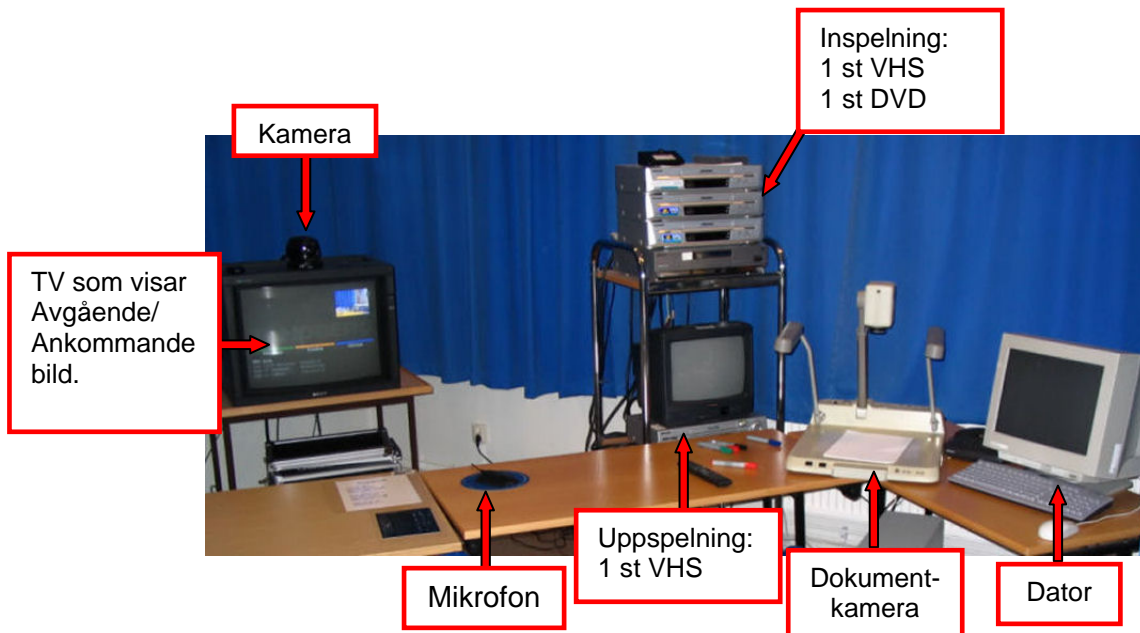 Inspelning:
1 st VHS
1 st DVD
Kamera
TV som visar
Avgående/
Ankommande
bild.
Uppspelning:
1 st VHS
Mikrofon
Dokument-
kamera
Dator